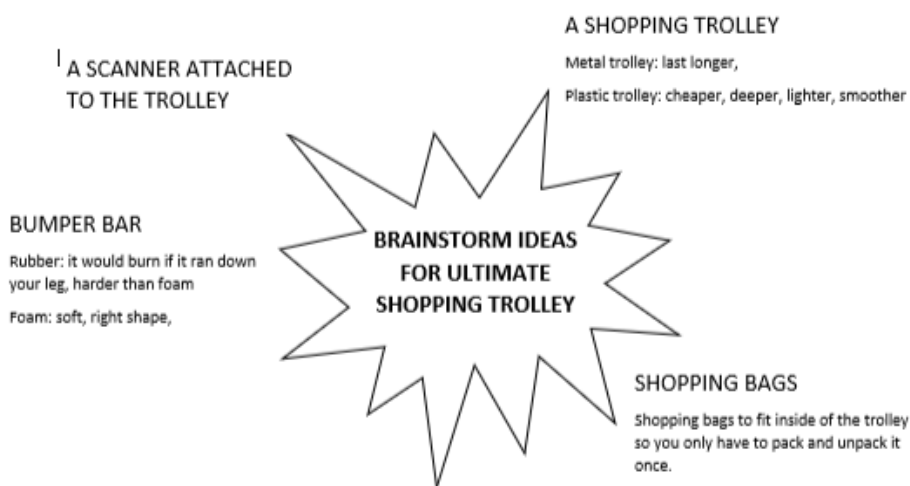 A SCANNER ATTACHED
TO THE TROLLEY
A SHOPPING TROLLEY
Metal trolley: last longer,
Plastic trolley: cheaper, deeper, lighter, smoother
BUMPER BAR
Rubber: it would burn if it ran down
your leg, harder than foam
Foam: soft, right shape,
BRAINSTORM IDEAS
FOR ULTIMATE
SHOPPING TROLLEY
SHOPPING BAGS
Shopping bags to fit inside of the trolley
so you only have to pack and unpack it
once.